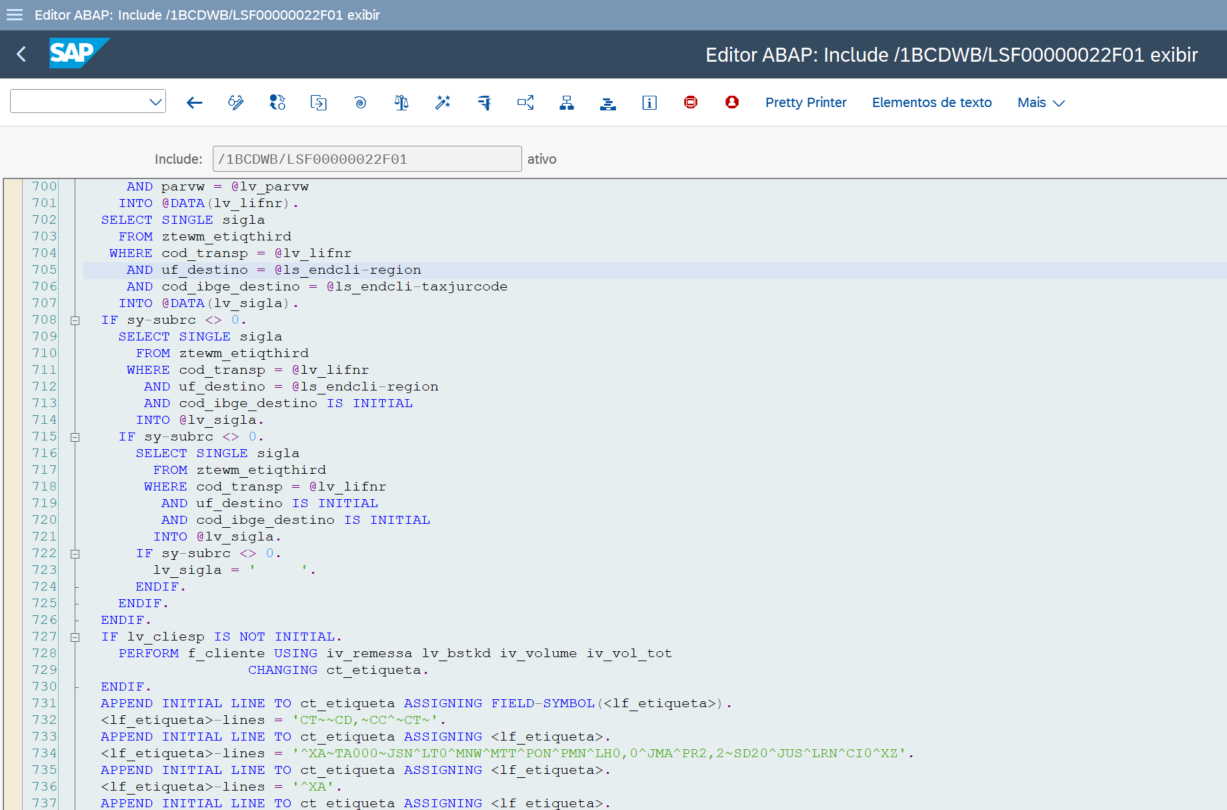 Editor ABAP: Include /1BCDWB/LSF00000022F01 exibir
SAP
Editor ABAP: Include /1BCDWB/LSF00000022F01 exibir
Pretty Printer Elementos de texto Mais
Include: /1BCDWB/LSF00000022F01 ativo
700 AND parvw = @lv_parvw
701 INTO @DATA(lv_lifnr).
702 SELECT SINGLE sigla
703 FROM ztewm_etiqthird
704 WHERE cod_transp = @lv_lifnr
705 AND uf_destino = @ls_endcli-region
706 AND cod_ibge_destino = @ls_endcli-taxjurcode
707 INTO @DATA(lv_sigla).
708 IF sy-subrc <> 0.
709 SELECT SINGLE sigla
710 FROM ztewm_etiqthird
711 WHERE cod_transp = @lv_lifnr
712 AND uf_destino = @ls_endcli-region
713 AND cod_ibge_destino IS INITIAL
714 INTO @lv_sigla.
715 IF sy-subrc <> 0.
716 SELECT SINGLE sigla
717 FROM ztewm_etiqthird
718 WHERE cod_transp = @lv_lifnr
719 AND uf_destino IS INITIAL
720 AND cod_ibge_destino IS INITIAL
721 INTO @lv_sigla.
722 IF sy-subrc <> 0.
723 lv_sigla = '     '.
724 ENDIF.
725 ENDIF.
726 ENDIF.
727 IF lv_cliesp IS NOT INITIAL.
728 PERFORM f_cliente USING iv_remessa lv_bstkd iv_volume iv_vol_tot
729 CHANGING ct_etiqueta.
730 ENDIF.
731 APPEND INITIAL LINE TO ct_etiqueta ASSIGNING FIELD-SYMBOL(<lf_etiqueta>).
732 <lf_etiqueta>-lines = 'CT~~CD,~CC^~CT~'.
733 APPEND INITIAL LINE TO ct_etiqueta ASSIGNING <lf_etiqueta>.
734 <lf_etiqueta>-lines = '^XA~TA000~JSN^LT0^MNW^MTT^PON^PMN^LH0,0^JMA^PR2,2~SD20^JUS^LRN^CI0^XZ'.
735 APPEND INITIAL LINE TO ct_etiqueta ASSIGNING <lf_etiqueta>.
736 <lf_etiqueta>-lines = '^XA'.
737 APPEND INITIAL LINE TO ct_etiqueta ASSIGNING <lf_etiqueta>.